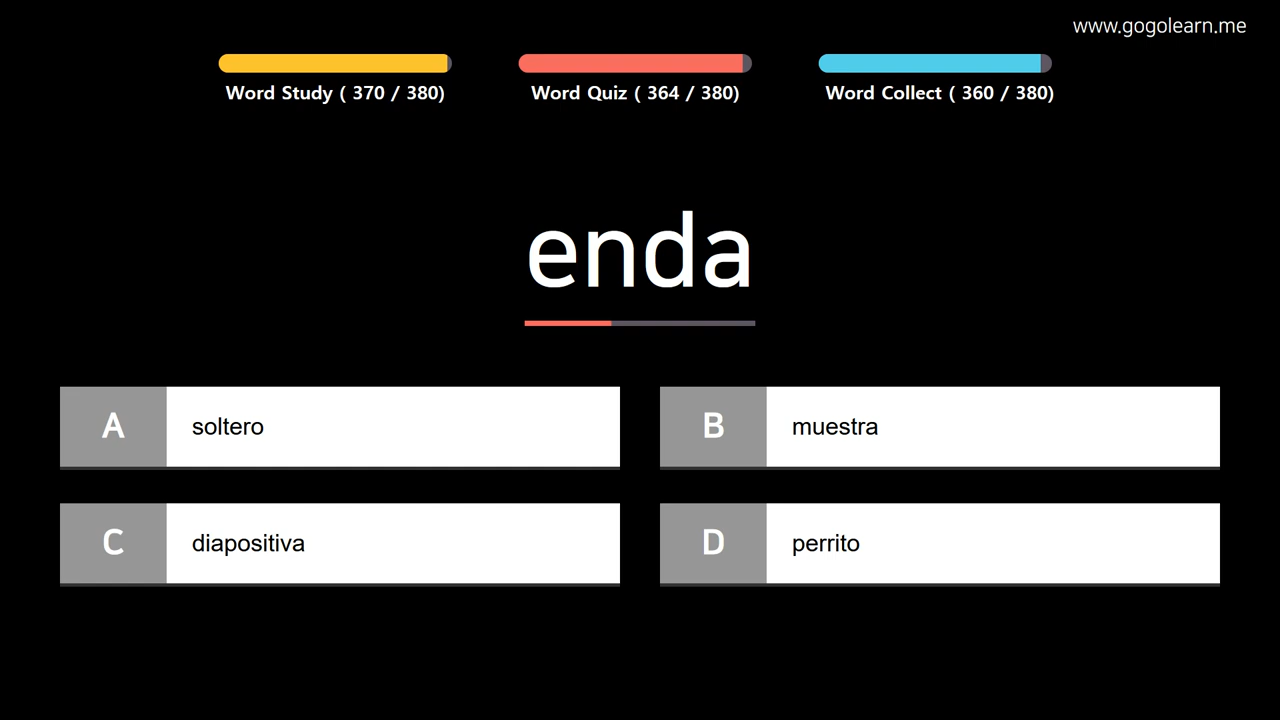 www.gogolearn.me
Word Study ( 370 / 380)
Word Quiz ( 364 / 380)
Word Collect ( 360 / 380)
enda
A
soltero
B
muestra
C
diapositiva
D
perrito